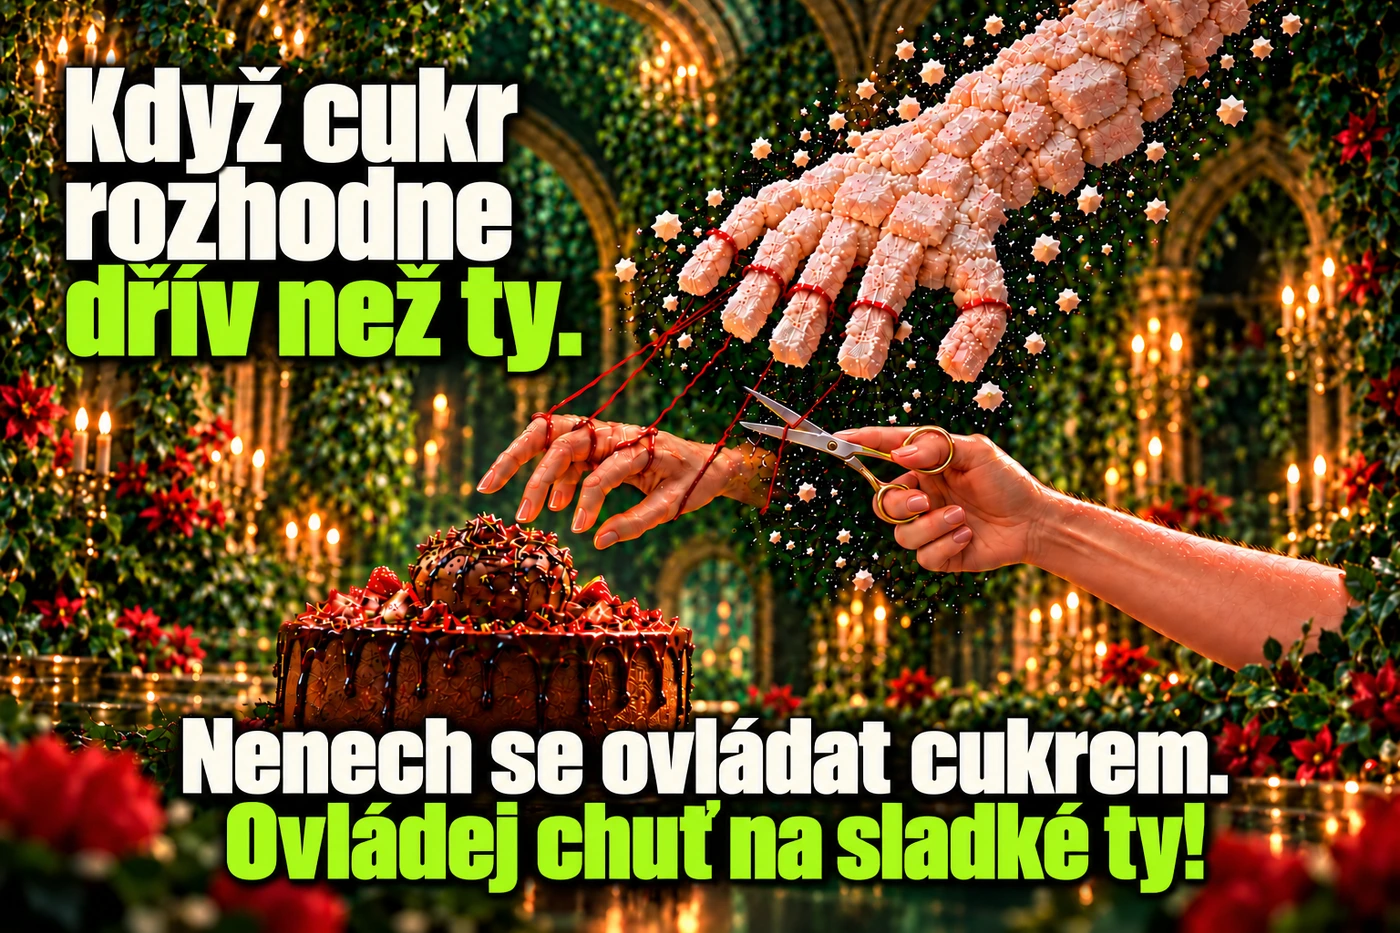 Když cukr
rozhodne
dřív než ty.
Nenech se ovládat cukrem.
Ovládej chuť na sladké ty!